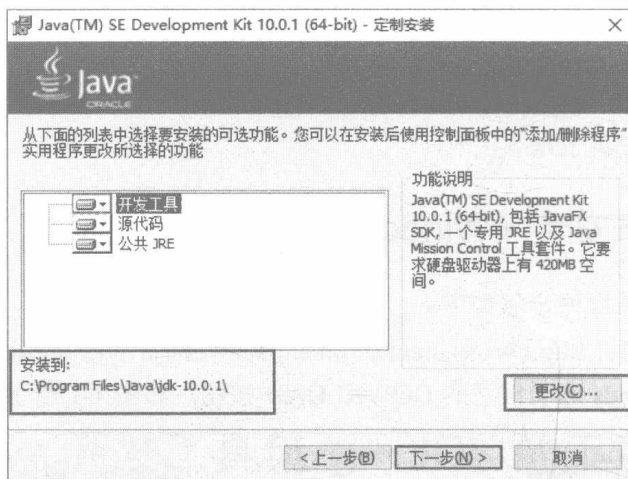 Java(TM) SE Development Kit 10.0.1 (64-bit) - 定制安装
Java
ORACLE
从下面的列表中选择要安装的可选功能。您可以在安装后使用控制面板中的“添加/删除程序”
实用程序更改所选择的功能
开发工具
源代码
公共 JRE
功能说明
Java(TM) SE Development Kit
10.0.1 (64-bit), 包括 JavaFX
SDK, 一个专用 JRE 以及 Java
Mission Control 工具套件。它要
求硬盘驱动器上有 420MB 空
间。
安装到:
C:\Program Files\Java\jdk-10.0.1\
更改(C)...
<上一步(B)
下一步(N) >
取消